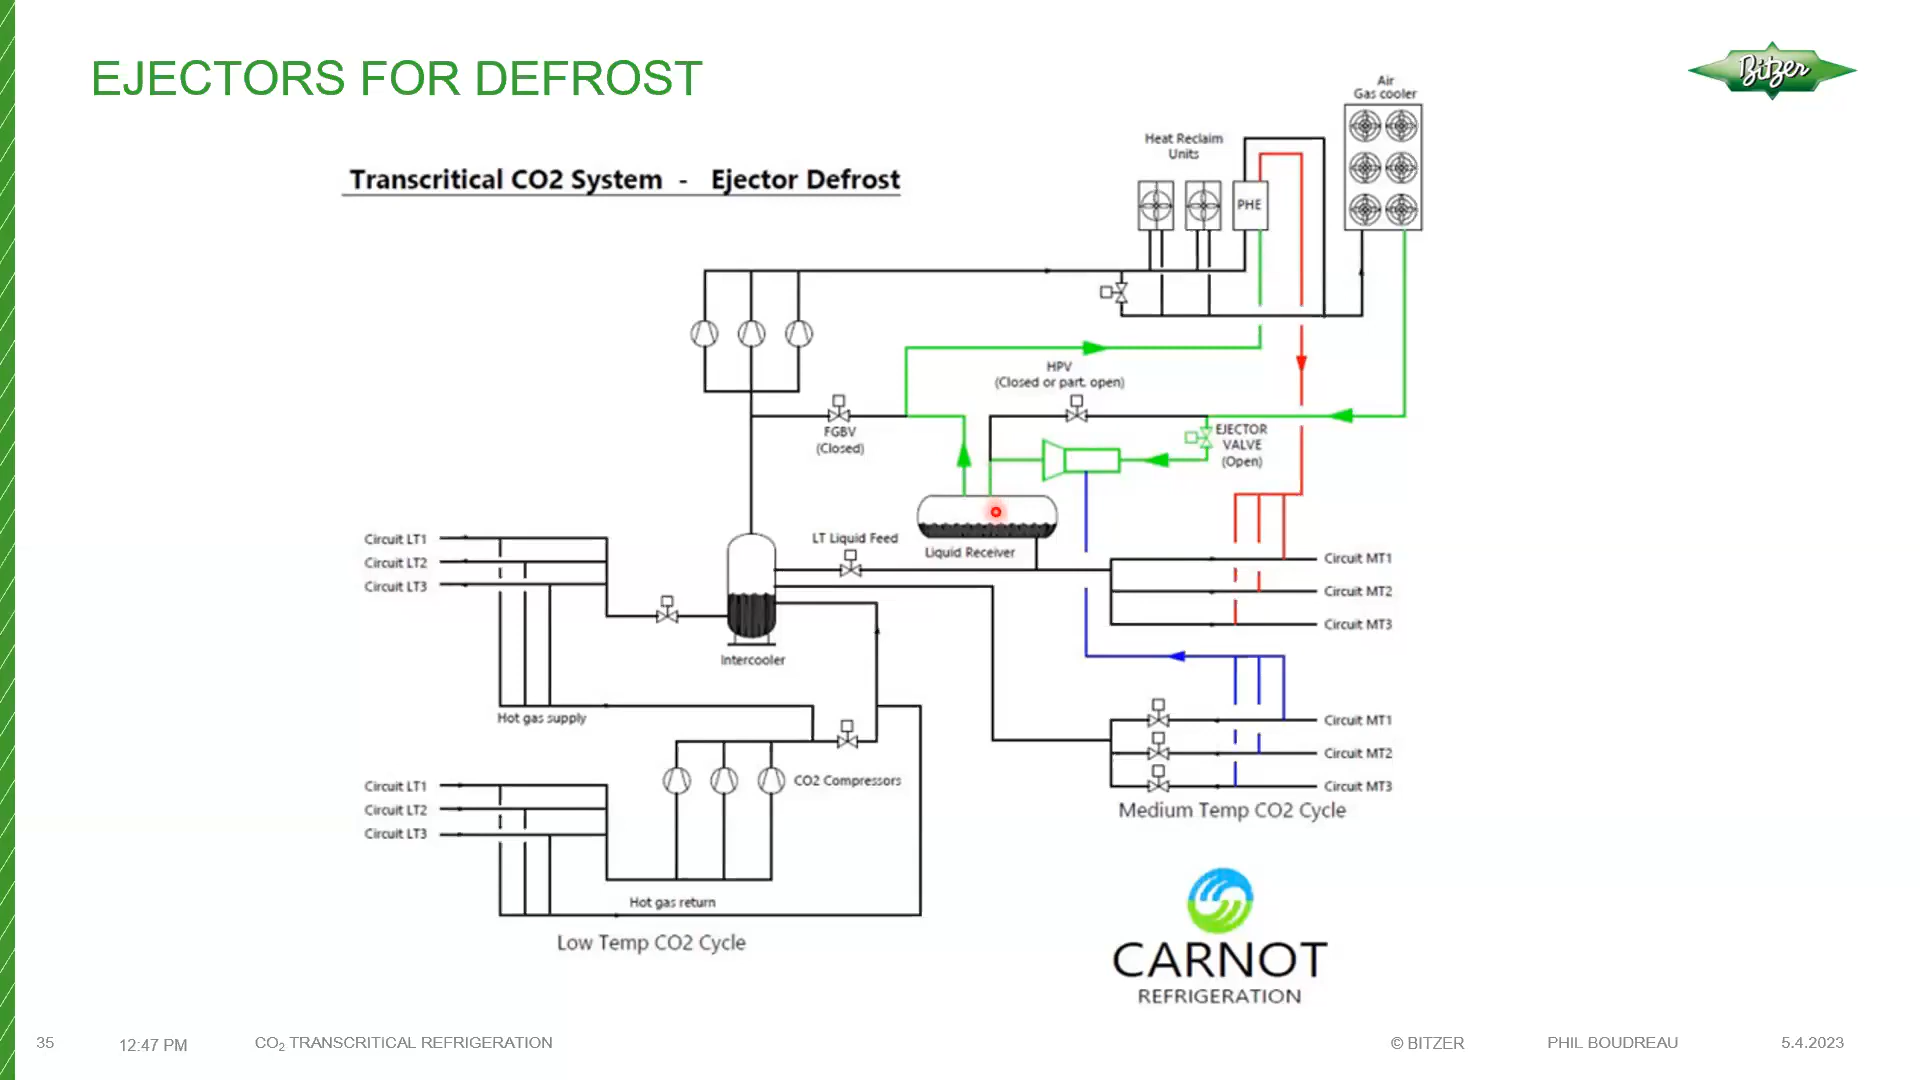 EJECTORS FOR DEFROST
Bitzer
Air
Gas cooler
Heat Reclaim
Units
Transcritical CO2 System - Ejector Defrost
PHE
HPV
(Closed or part. open)
FGBV
(Closed)
EJECTOR
VALVE
(Open)
Circuit LT1
Circuit LT2
Circuit LT3
LT Liquid Feed
Liquid Receiver
Circuit MT1
Circuit MT2
Circuit MT3
Intercooler
Hot gas supply
Circuit MT1
Circuit MT2
Circuit MT3
CO2 Compressors
Circuit LT1
Circuit LT2
Circuit LT3
Medium Temp CO2 Cycle
Hot gas return
Low Temp CO2 Cycle
CARNOT
REFRIGERATION
35 12:47 PM CO₂ TRANSCRITICAL REFRIGERATION © BITZER PHIL BOUDREAU 5.4.2023